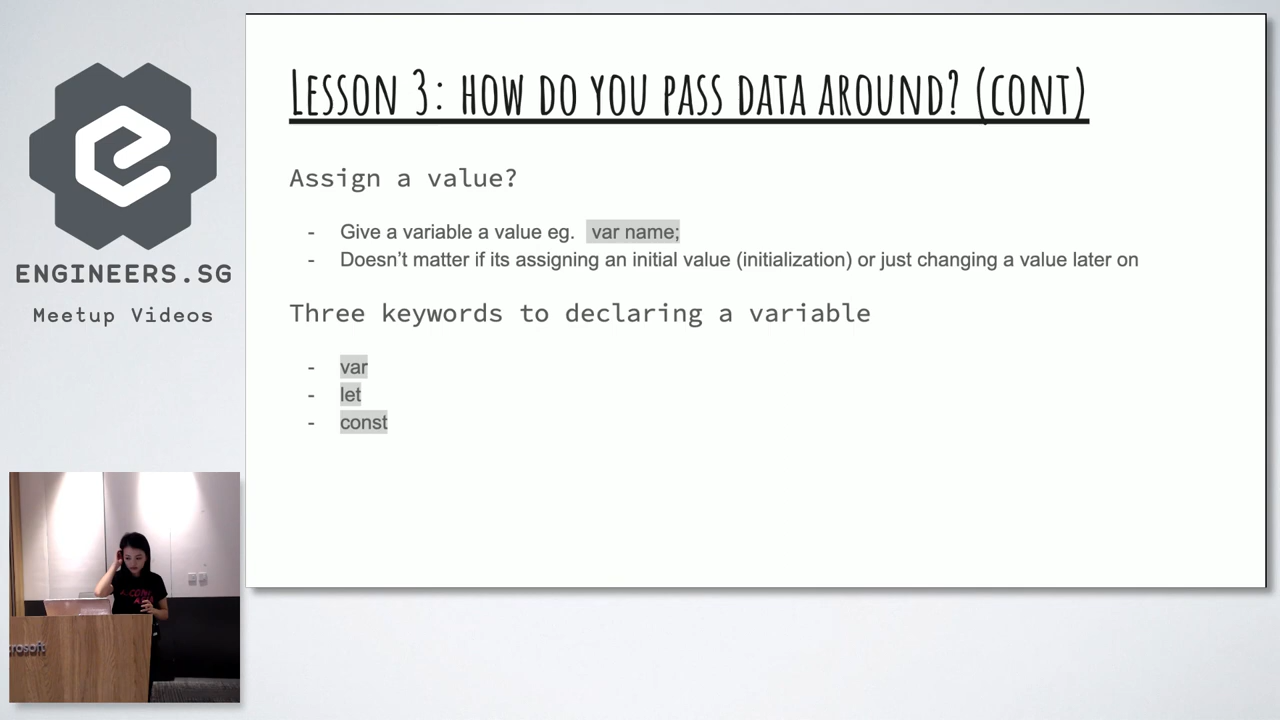 LESSON 3: HOW DO YOU PASS DATA AROUND? (CONT)
Assign a value?
- Give a variable a value eg. var name;
- Doesn't matter if its assigning an initial value (initialization) or just changing a value later on
Three keywords to declaring a variable
- var
- let
- const
ENGINEERS.SG
Meetup Videos
crosoft